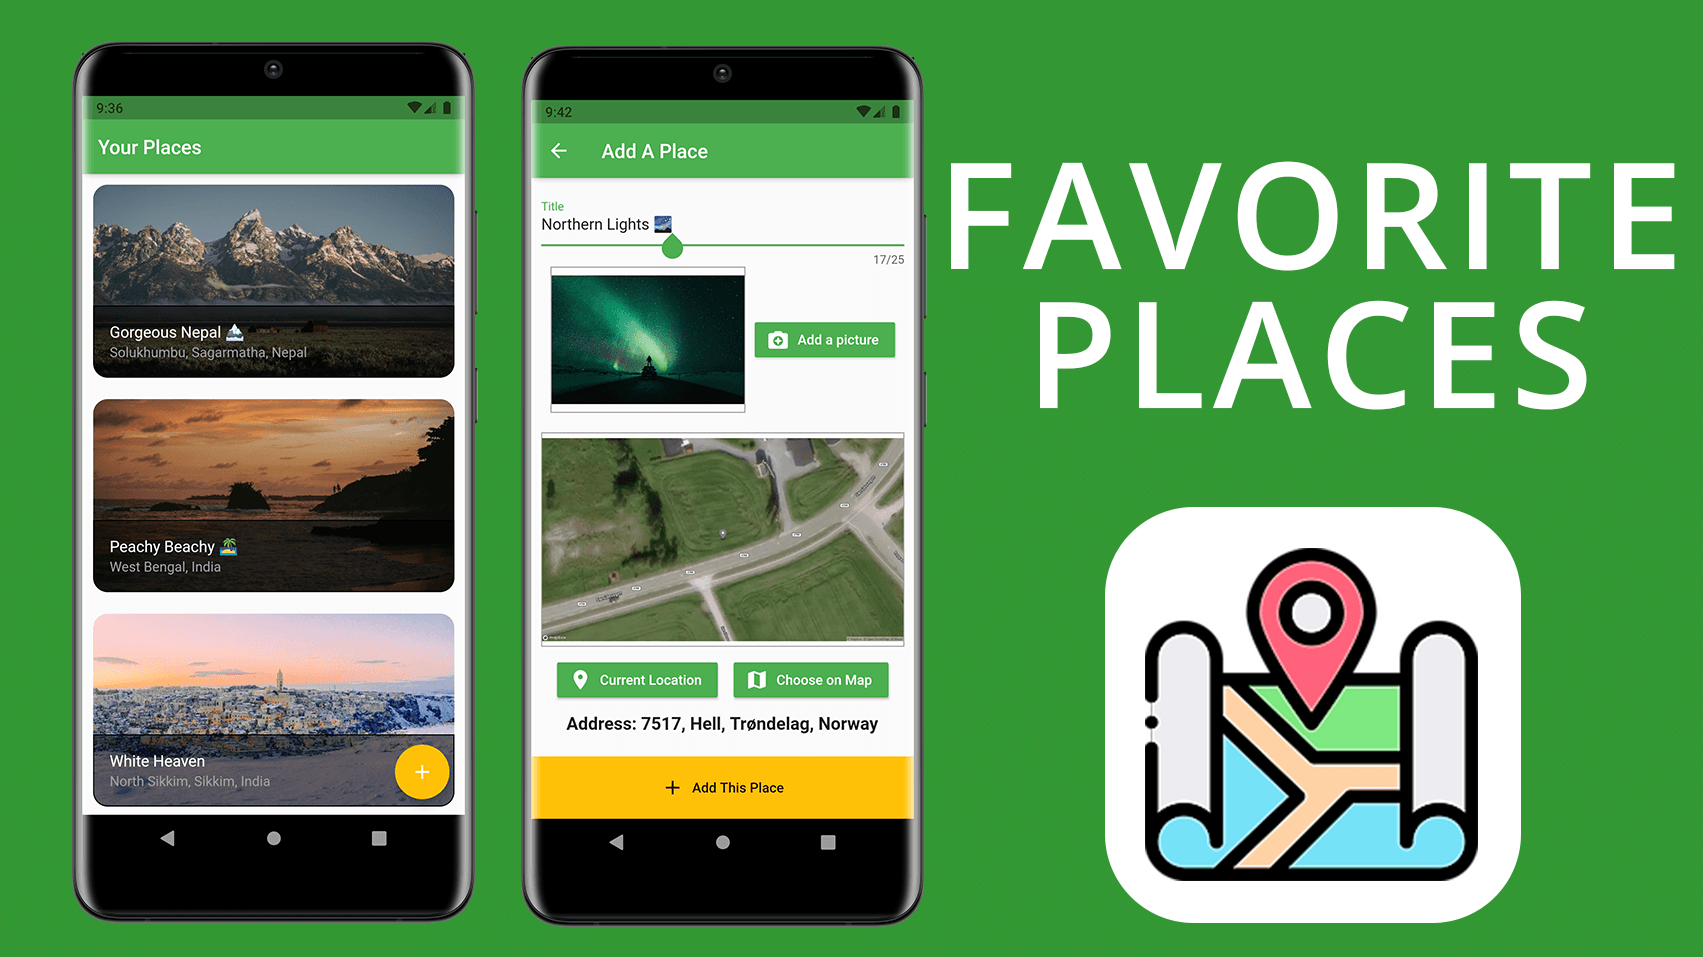 9:36
Your Places
Gorgeous Nepal 🏔️
Solukhumbu, Sagarmatha, Nepal
Peachy Beachy 🏝️
West Bengal, India
White Heaven
North Sikkim, Sikkim, India
+
9:42
Add A Place
Title
Northern Lights 🌌
17/25
Add a picture
mapbox
Current Location
Choose on Map
Address: 7517, Hell, Trøndelag, Norway
+ Add This Place
FAVORITE
PLACES